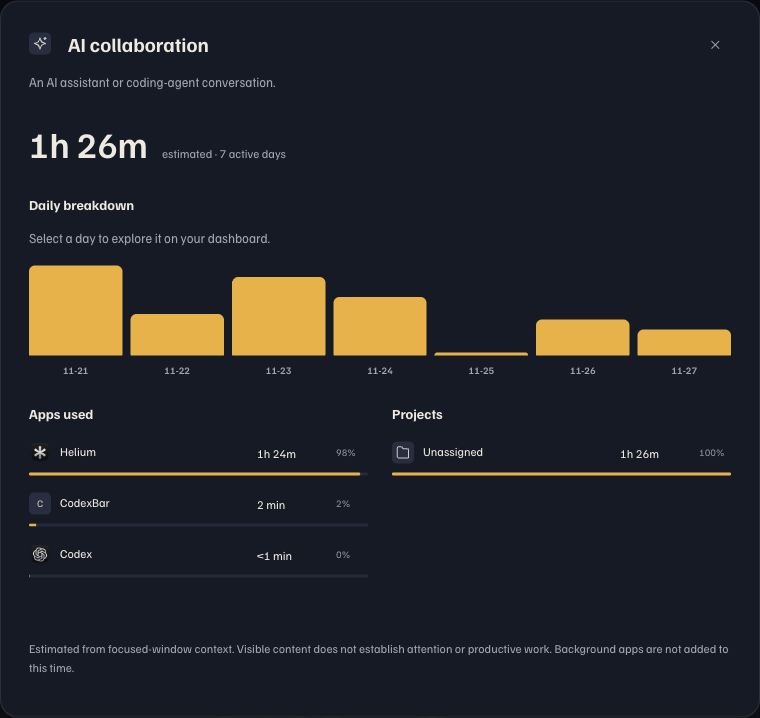 AI collaboration
An AI assistant or coding-agent conversation.
1h 26m estimated · 7 active days
Daily breakdown
Select a day to explore it on your dashboard.
11-21 11-22 11-23 11-24 11-25 11-26 11-27
Apps used
Helium 1h 24m 98%
C CodexBar 2 min 2%
Codex <1 min 0%
Projects
Unassigned 1h 26m 100%
Estimated from focused-window context. Visible content does not establish attention or productive work. Background apps are not added to
this time.